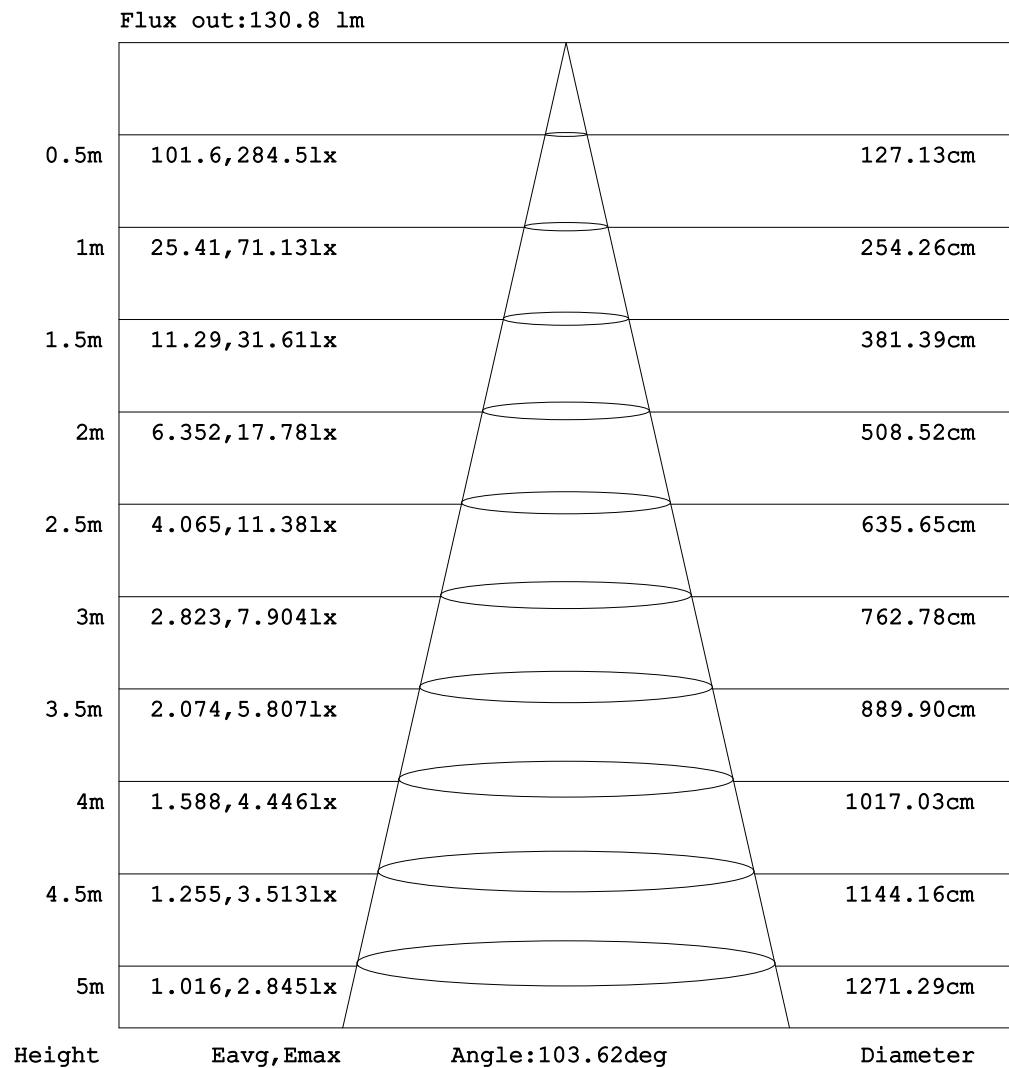 Flux out:130.8 lm
0.5m 101.6,284.5lx 127.13cm
1m 25.41,71.13lx 254.26cm
1.5m 11.29,31.61lx 381.39cm
2m 6.352,17.78lx 508.52cm
2.5m 4.065,11.38lx 635.65cm
3m 2.823,7.904lx 762.78cm
3.5m 2.074,5.807lx 889.90cm
4m 1.588,4.446lx 1017.03cm
4.5m 1.255,3.513lx 1144.16cm
5m 1.016,2.845lx 1271.29cm
Height Eavg,Emax Angle:103.62deg Diameter